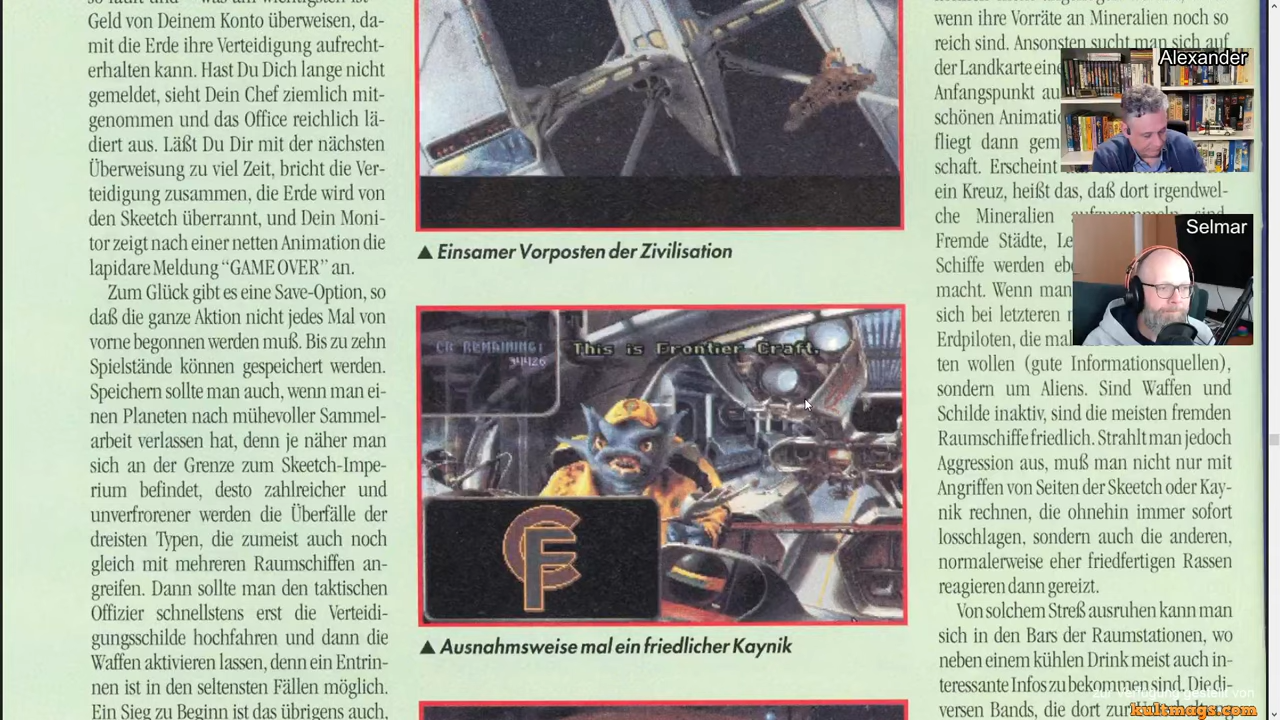 Geld von Deinem Konto überweisen, da-
mit die Erde ihre Verteidigung aufrecht-
erhalten kann. Hast Du Dich lange nicht
gemeldet, sieht Dein Chef ziemlich mit-
genommen und das Office reichlich lä-
diert aus. Läßt Du Dir mit der nächsten
Überweisung zu viel Zeit, bricht die Ver-
teidigung zusammen, die Erde wird von
den Skeetch überrannt, und Dein Moni-
tor zeigt nach einer netten Animation die
lapidare Meldung “GAME OVER” an.
Zum Glück gibt es eine Save-Option, so
daß die ganze Aktion nicht jedes Mal von
vorne begonnen werden muß. Bis zu zehn
Spielstände können gespeichert werden.
Speichern sollte man auch, wenn man ei-
nen Planeten nach mühevoller Sammel-
arbeit verlassen hat, denn je näher man
sich an der Grenze zum Skeetch-Impe-
rium befindet, desto zahlreicher und
unverfrorener werden die Überfälle der
dreisten Typen, die zumeist auch noch
gleich mit mehreren Raumschiffen an-
greifen. Dann sollte man den taktischen
Offizier schnellstens erst die Verteidi-
gungsschilde hochfahren und dann die
Waffen aktivieren lassen, denn ein Entrin-
nen ist in den seltensten Fällen möglich.
Ein Sieg zu Beginn ist das übrigens auch,
▲ Einsamer Vorposten der Zivilisation
CR REMAINING:
34426
This is Frontier Craft.
CF
▲ Ausnahmsweise mal ein friedlicher Kaynik
wenn ihre Vorräte an Mineralien noch so
reich sind. Ansonsten sucht man sich auf
der Landkarte eine
Anfangspunkt au
schönen Animatio
fliegt dann gem
schaft. Erscheint
ein Kreuz, heißt das, daß dort irgendwel-
che Mineralien aufzusammeln sind.
Fremde Städte, Le
Schiffe werden eb
macht. Wenn man
sich bei letzteren
Erdpiloten, die mal
ten wollen (gute Informationsquellen),
sondern um Aliens. Sind Waffen und
Schilde inaktiv, sind die meisten fremden
Raumschiffe friedlich. Strahlt man jedoch
Aggression aus, muß man nicht nur mit
Angriffen von Seiten der Skeetch oder Kay-
nik rechnen, die ohnehin immer sofort
losschlagen, sondern auch die anderen,
normalerweise eher friedfertigen Rassen
reagieren dann gereizt.
Von solchem Streß ausruhen kann man
sich in den Bars der Raumstationen, wo
neben einem kühlen Drink meist auch in-
teressante Infos zu bekommen sind. Die di-
versen Bands, die dort zur
Alexander
Selmar
zur Verfügung gestellt von
kultmags.com